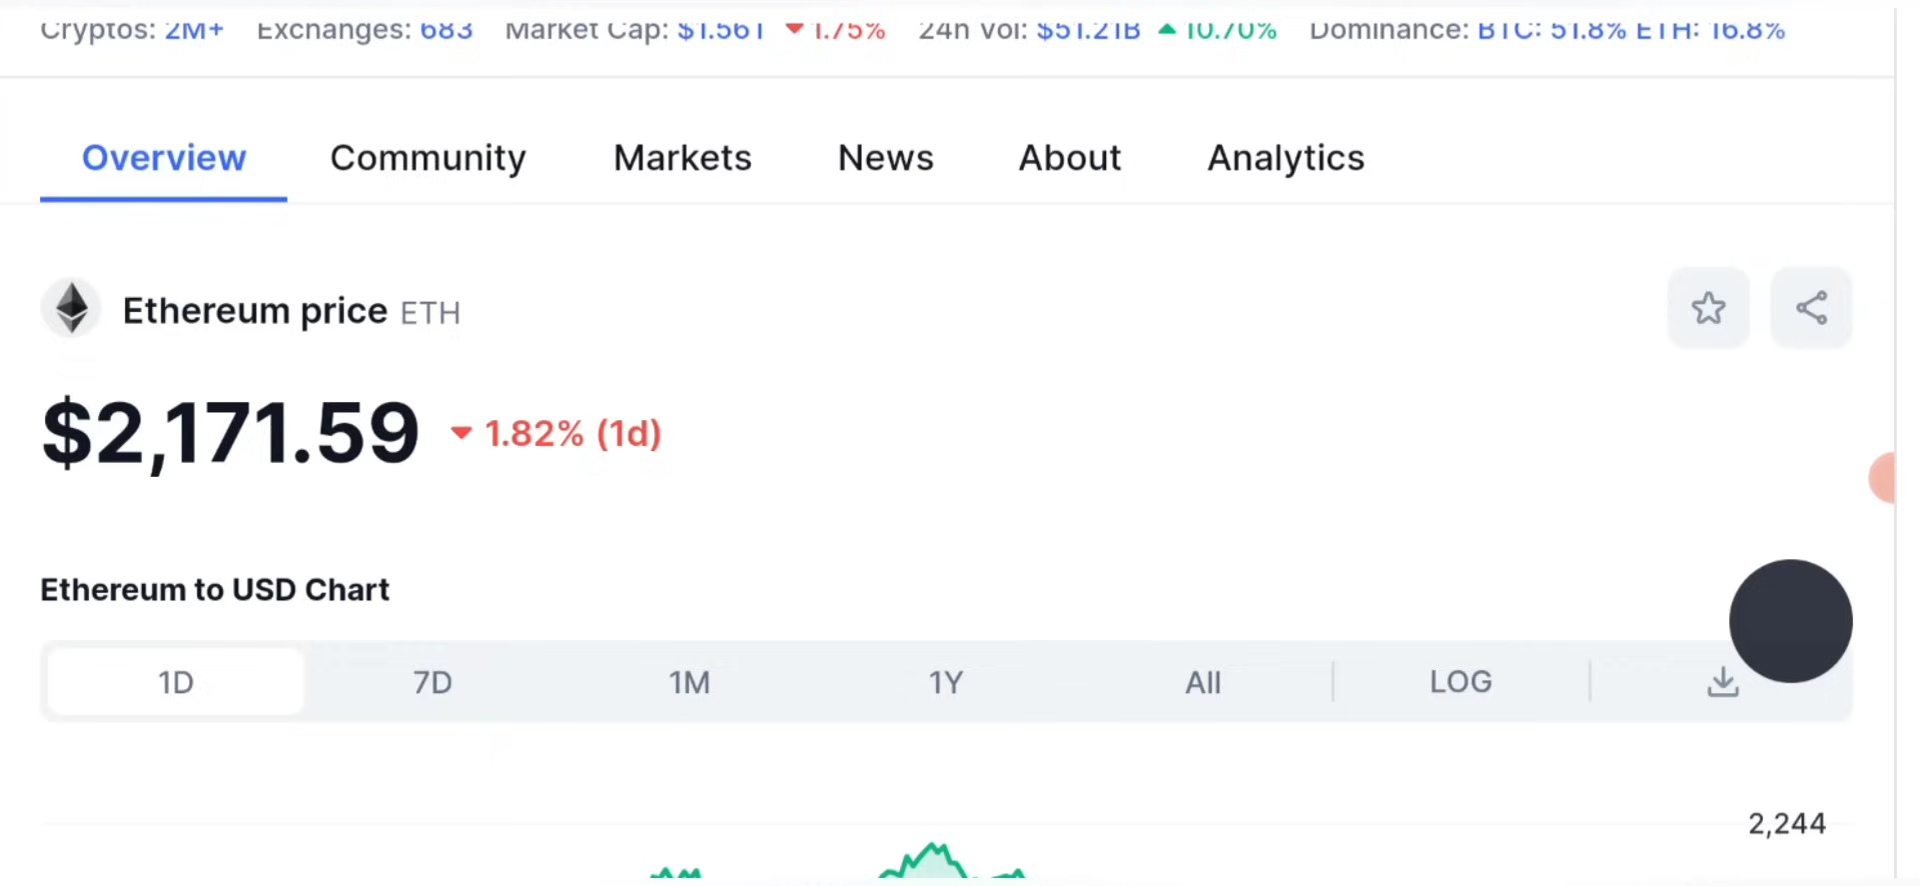 Cryptos: 2M+ Exchanges: 683 Market Cap: $1.56T 1.75% 24h Vol: $51.21B 10.70% Dominance: BTC: 51.8% ETH: 16.8%
Overview Community Markets News About Analytics
Ethereum price ETH
$2,171.59 1.82% (1d)
Ethereum to USD Chart
1D 7D 1M 1Y All LOG
2,244